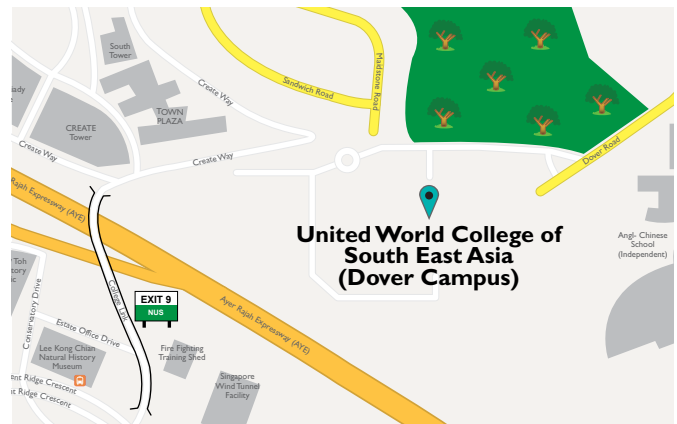 South
Tower
TOWN
PLAZA
CREATE
Tower
Create Way
Create Way
Create Way
Sandwich Road
Maidstone
Road
Dover Road
United World College of
South East Asia
(Dover Campus)
Angl- Chinese
School
(Independent)
Rajah Expressway (AYE)
Ayer Rajah Expressway (AYE)
College Link
EXIT 9
NUS
Toh
Conservatory Drive
Estate Office Drive
Lee Kong Chian
Natural History
Museum
Ridge Crescent
Ridge Crescent
Fire Fighting
Training Shed
Singapore
Wind Tunnel
Facility